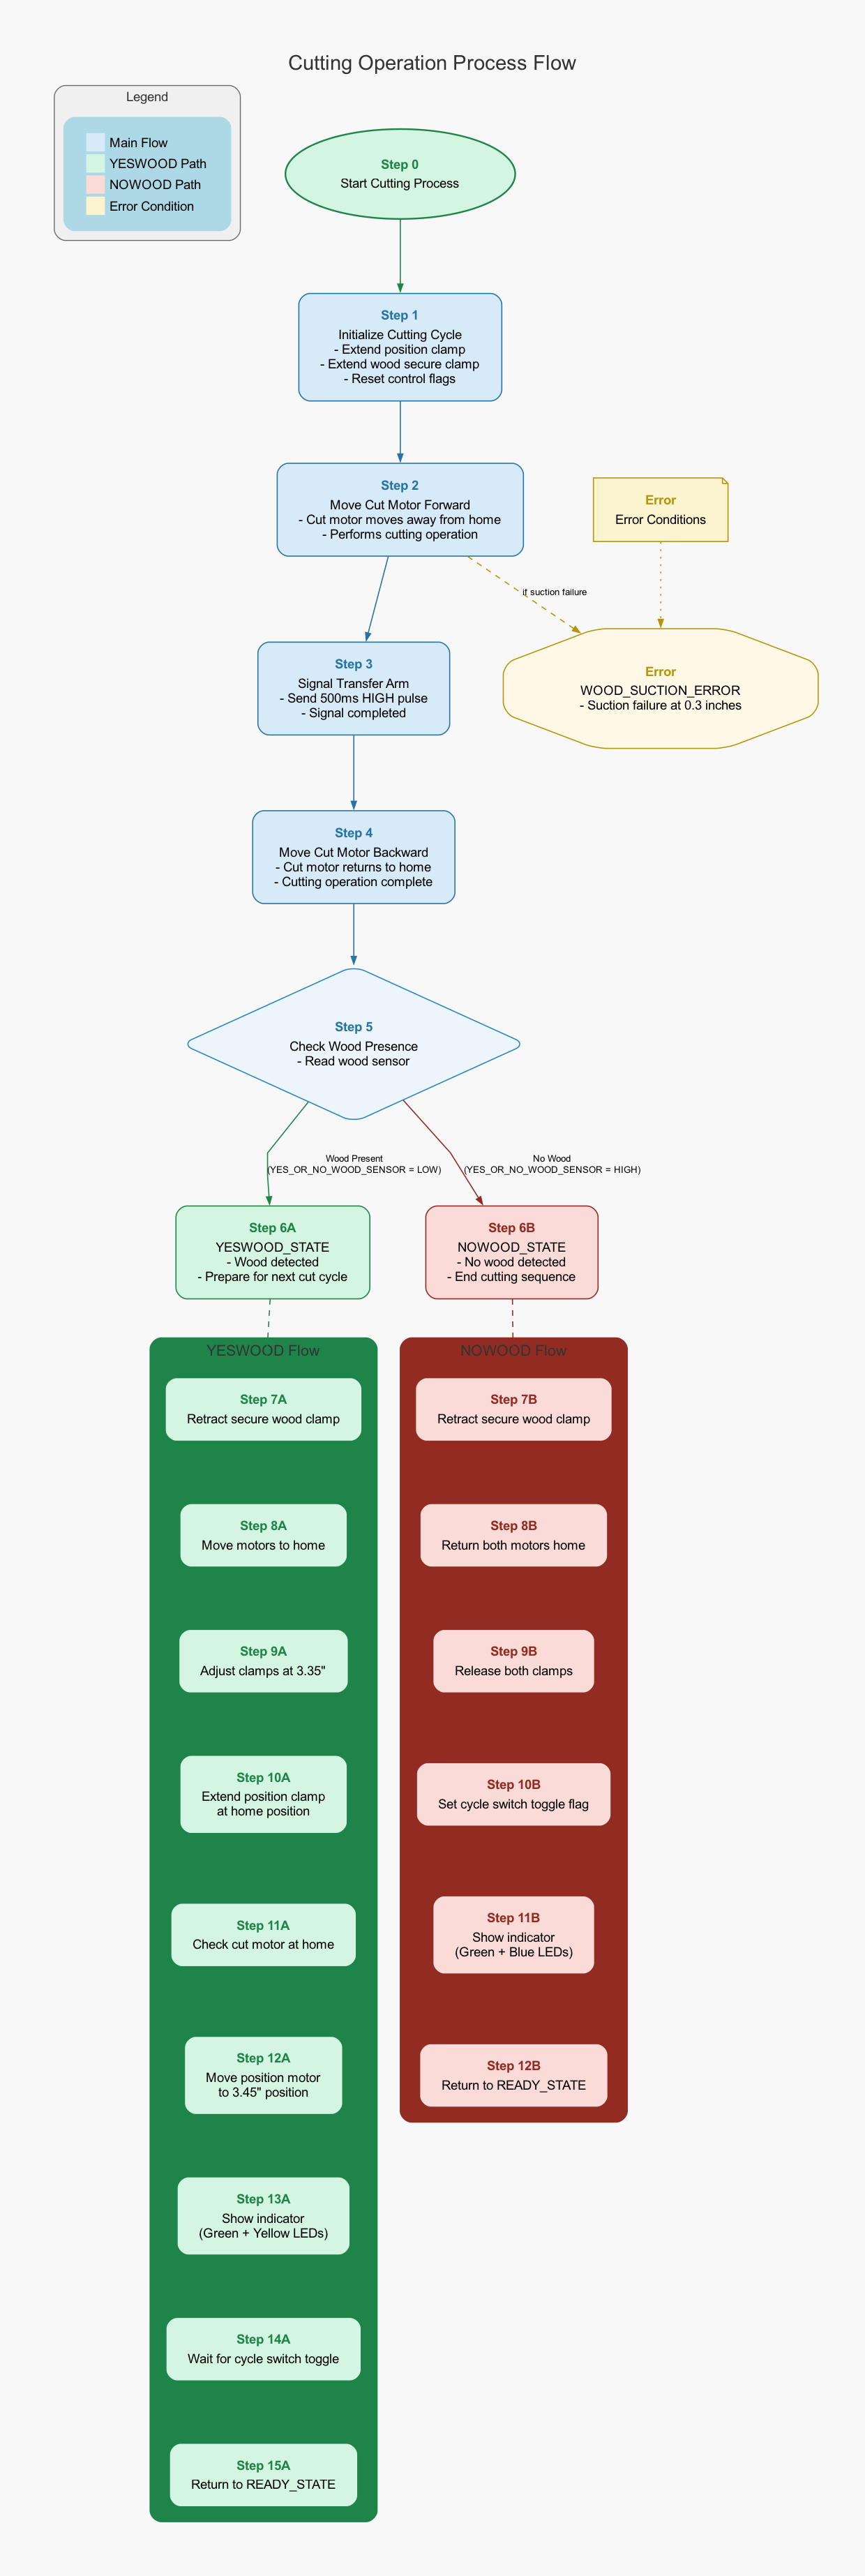 Cutting Operation Process Flow
Legend
Main Flow
YESWOOD Path
NOWOOD Path
Error Condition
Step 0
Start Cutting Process
Step 1
Initialize Cutting Cycle
- Extend position clamp
- Extend wood secure clamp
- Reset control flags
Step 2
Move Cut Motor Forward
- Cut motor moves away from home
- Performs cutting operation
Error
Error Conditions
if suction failure
Step 3
Signal Transfer Arm
- Send 500ms HIGH pulse
- Signal completed
Error
WOOD_SUCTION_ERROR
- Suction failure at 0.3 inches
Step 4
Move Cut Motor Backward
- Cut motor returns to home
- Cutting operation complete
Step 5
Check Wood Presence
- Read wood sensor
Wood Present
(YES_OR_NO_WOOD_SENSOR = LOW)
No Wood
(YES_OR_NO_WOOD_SENSOR = HIGH)
Step 6A
YESWOOD_STATE
- Wood detected
- Prepare for next cut cycle
Step 6B
NOWOOD_STATE
- No wood detected
- End cutting sequence
YESWOOD Flow
Step 7A
Retract secure wood clamp
Step 8A
Move motors to home
Step 9A
Adjust clamps at 3.35"
Step 10A
Extend position clamp
at home position
Step 11A
Check cut motor at home
Step 12A
Move position motor
to 3.45" position
Step 13A
Show indicator
(Green + Yellow LEDs)
Step 14A
Wait for cycle switch toggle
Step 15A
Return to READY_STATE
NOWOOD Flow
Step 7B
Retract secure wood clamp
Step 8B
Return both motors home
Step 9B
Release both clamps
Step 10B
Set cycle switch toggle flag
Step 11B
Show indicator
(Green + Blue LEDs)
Step 12B
Return to READY_STATE